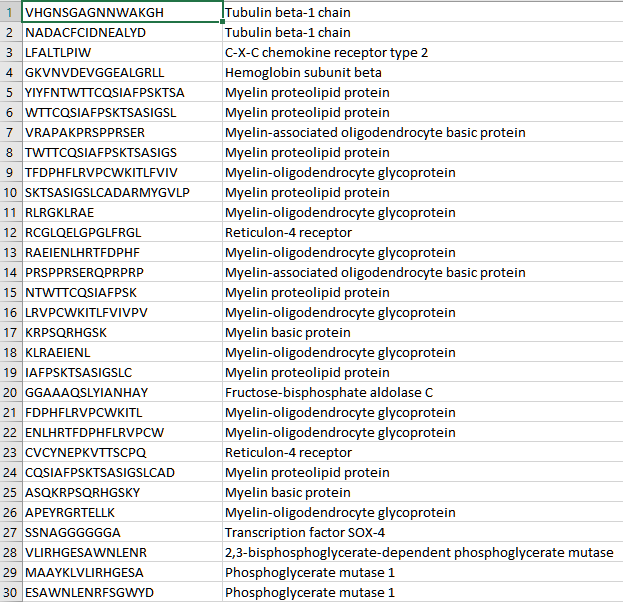 1 VHGNSGAGNNWAKGH Tubulin beta-1 chain
2 NADACFCIDNEALYD Tubulin beta-1 chain
3 LFALTLPIW C-X-C chemokine receptor type 2
4 GKVNVDEVGGEALGRLL Hemoglobin subunit beta
5 YIYFNTWTTCQSIAFPSKTSA Myelin proteolipid protein
6 WTTCQSIAFPSKTSASIGSL Myelin proteolipid protein
7 VRAPAKPRSPPRSER Myelin-associated oligodendrocyte basic protein
8 TWTTCQSIAFPSKTSASIGS Myelin proteolipid protein
9 TFDPHFLRVPCWKITLFVIV Myelin-oligodendrocyte glycoprotein
10 SKTSASIGSLCADARMYGVLP Myelin proteolipid protein
11 RLRGKLRAE Myelin-oligodendrocyte glycoprotein
12 RCGLQELGPGLFRGL Reticulon-4 receptor
13 RAEIENLHRTFDPHF Myelin-oligodendrocyte glycoprotein
14 PRSPPRSERQPRPRP Myelin-associated oligodendrocyte basic protein
15 NTWTTCQSIAFPSK Myelin proteolipid protein
16 LRVPCWKITLFVIVPV Myelin-oligodendrocyte glycoprotein
17 KRPSQRHGSK Myelin basic protein
18 KLRAEIENL Myelin-oligodendrocyte glycoprotein
19 IAFPSKTSASIGSLC Myelin proteolipid protein
20 GGAAAQSLYIANHAY Fructose-bisphosphate aldolase C
21 FDPHFLRVPCWKITL Myelin-oligodendrocyte glycoprotein
22 ENLHRTFDPHFLRVPCW Myelin-oligodendrocyte glycoprotein
23 CVCYNEPKVTTSCPQ Reticulon-4 receptor
24 CQSIAFPSKTSASIGSLCAD Myelin proteolipid protein
25 ASQKRPSQRHGSKY Myelin basic protein
26 APEYRGRTELLK Myelin-oligodendrocyte glycoprotein
27 SSNAGGGGGGA Transcription factor SOX-4
28 VLIRHGESAWNLENR 2,3-bisphosphoglycerate-dependent phosphoglycerate mutase
29 MAAYKLVLIRHGESA Phosphoglycerate mutase 1
30 ESAWNLENRFSGWYD Phosphoglycerate mutase 1